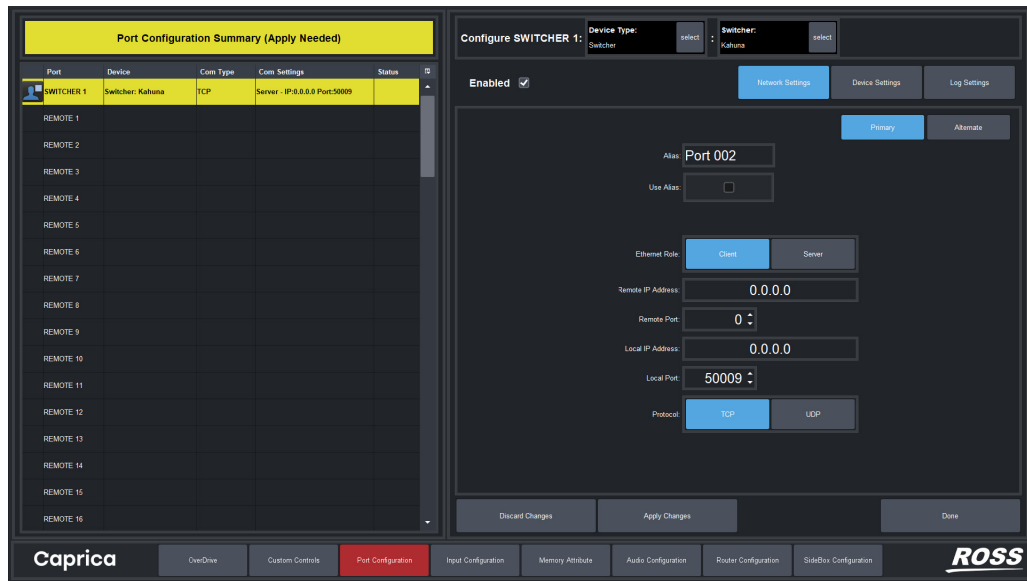 Port Configuration Summary (Apply Needed)
Port Device Com Type Com Settings Status
SWITCHER 1 Switcher: Kahuna TCP Server - IP:0.0.0.0 Port:50009
REMOTE 1
REMOTE 2
REMOTE 3
REMOTE 4
REMOTE 5
REMOTE 6
REMOTE 7
REMOTE 8
REMOTE 9
REMOTE 10
REMOTE 11
REMOTE 12
REMOTE 13
REMOTE 14
REMOTE 15
REMOTE 16
Configure SWITCHER 1: Device Type: Switcher select : Switcher: Kahuna select
Enabled Network Settings Device Settings Log Settings
Primary Alternate
Alias: Port 002
Use Alias:
Ethernet Role: Client Server
Remote IP Address: 0.0.0.0
Remote Port: 0
Local IP Address: 0.0.0.0
Local Port: 50009
Protocol: TCP UDP
Discard Changes Apply Changes Done
Caprica OverDrive Custom Controls Port Configuration Input Configuration Memory Attribute Audio Configuration Router Configuration SideBox Configuration ROSS